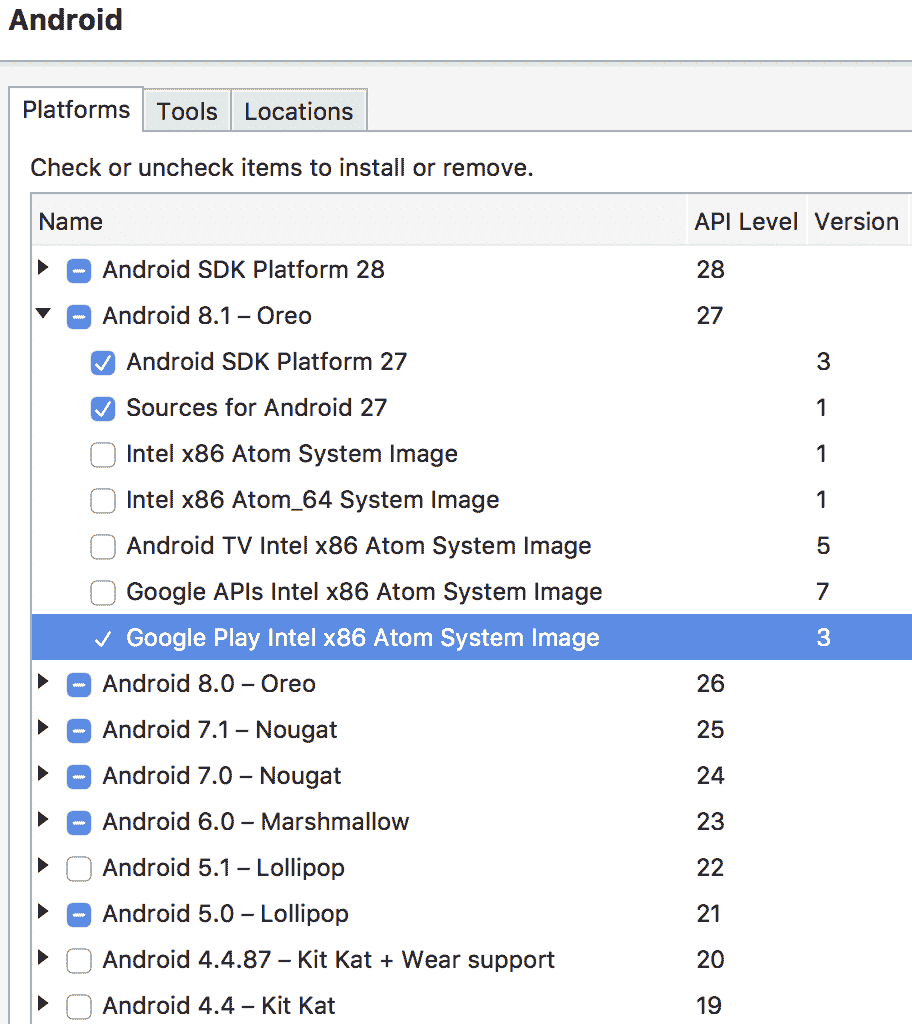 Android
Platforms Tools Locations
Check or uncheck items to install or remove.
Name API Level Version
Android SDK Platform 28 28
Android 8.1 – Oreo 27
Android SDK Platform 27 3
Sources for Android 27 1
Intel x86 Atom System Image 1
Intel x86 Atom_64 System Image 1
Android TV Intel x86 Atom System Image 5
Google APIs Intel x86 Atom System Image 7
Google Play Intel x86 Atom System Image 3
Android 8.0 – Oreo 26
Android 7.1 – Nougat 25
Android 7.0 – Nougat 24
Android 6.0 – Marshmallow 23
Android 5.1 – Lollipop 22
Android 5.0 – Lollipop 21
Android 4.4.87 – Kit Kat + Wear support 20
Android 4.4 – Kit Kat 19